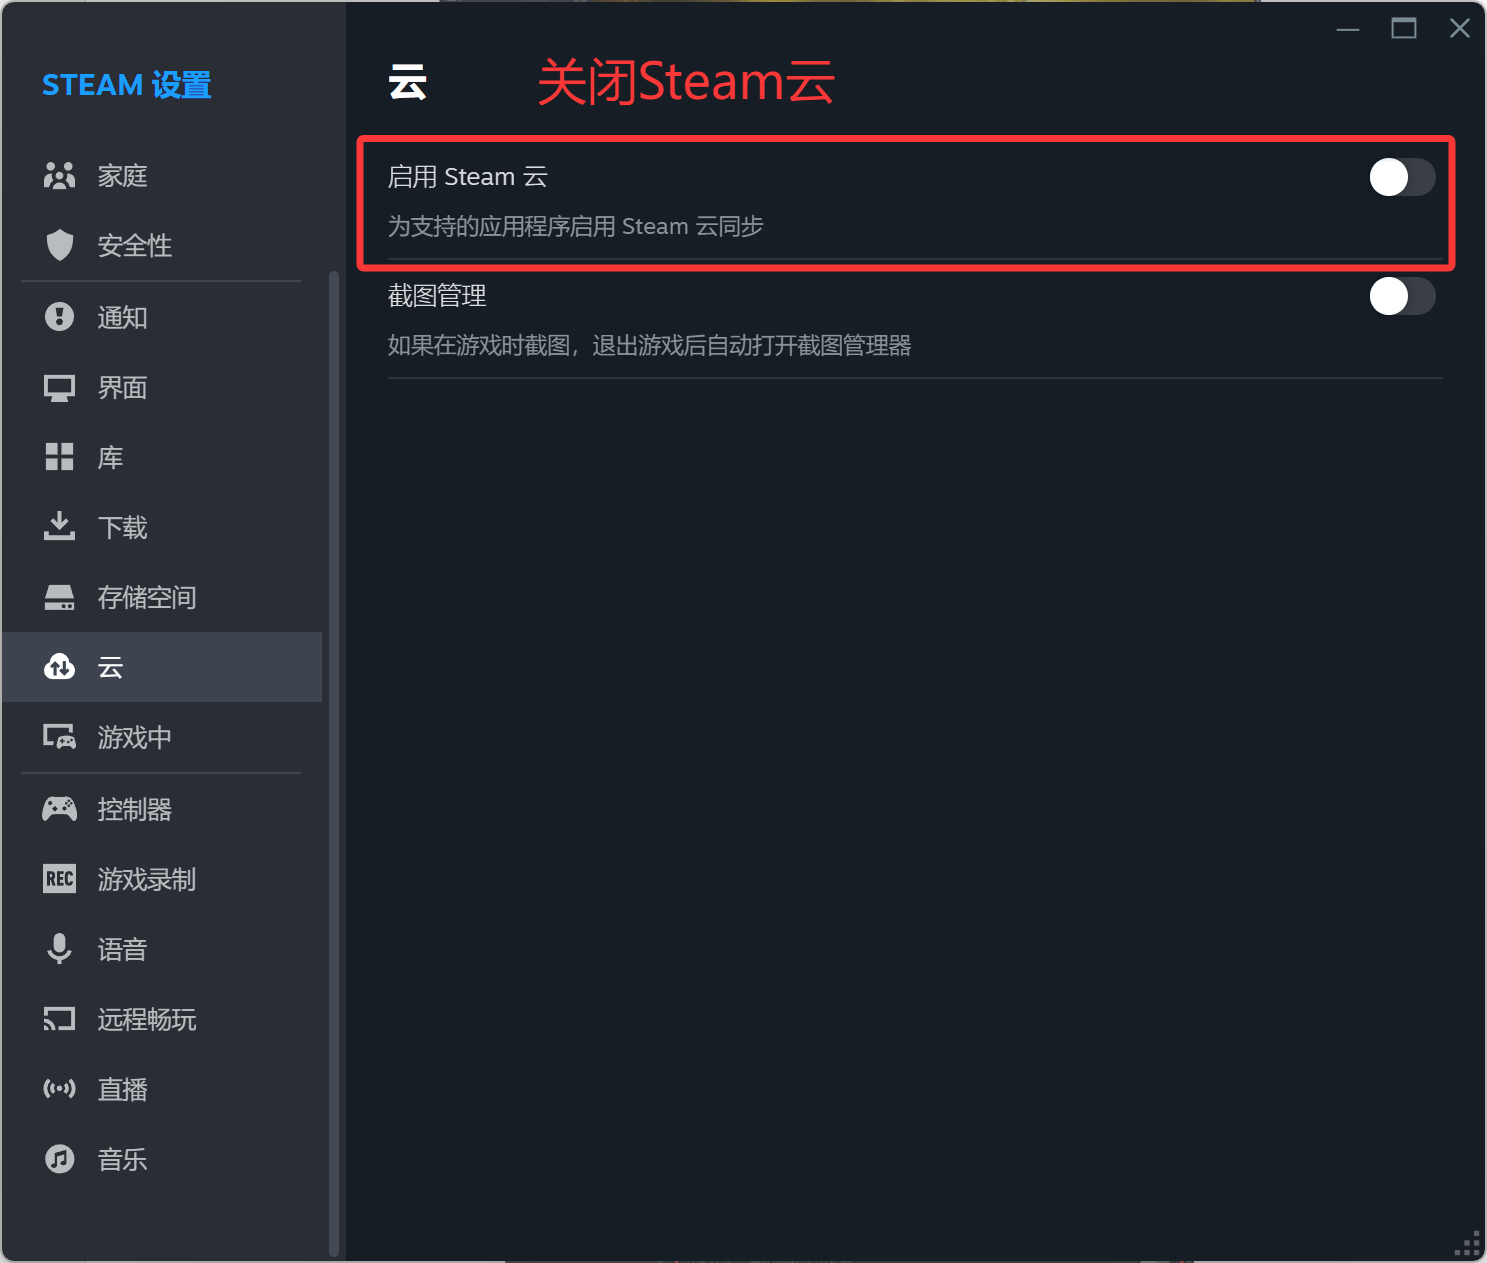 STEAM 设置
家庭
安全性
通知
界面
库
下载
存储空间
云
游戏中
控制器
REC 游戏录制
语音
远程畅玩
直播
音乐
云
关闭Steam云
启用 Steam 云
为支持的应用程序启用 Steam 云同步
截图管理
如果在游戏时截图，退出游戏后自动打开截图管理器